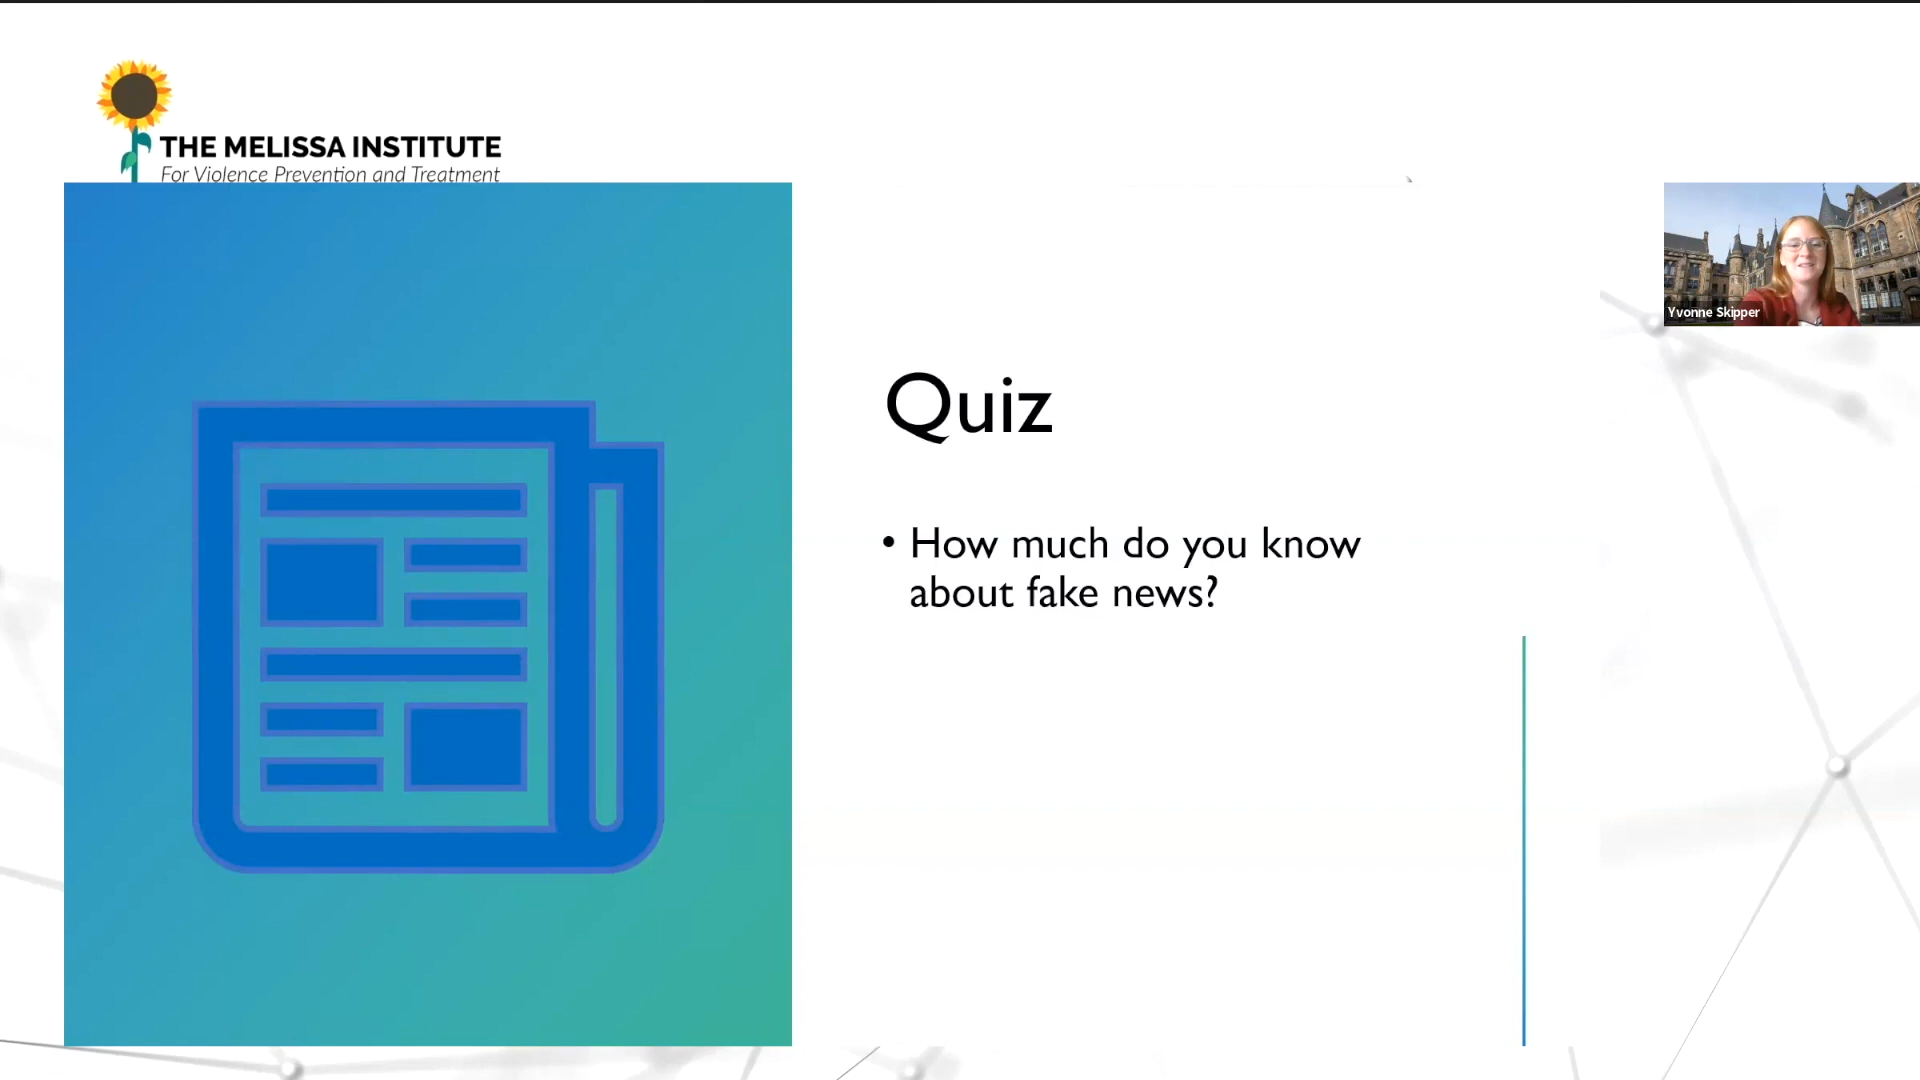 THE MELISSA INSTITUTE
For Violence Prevention and Treatment
Yvonne Skipper
Quiz
• How much do you know
about fake news?